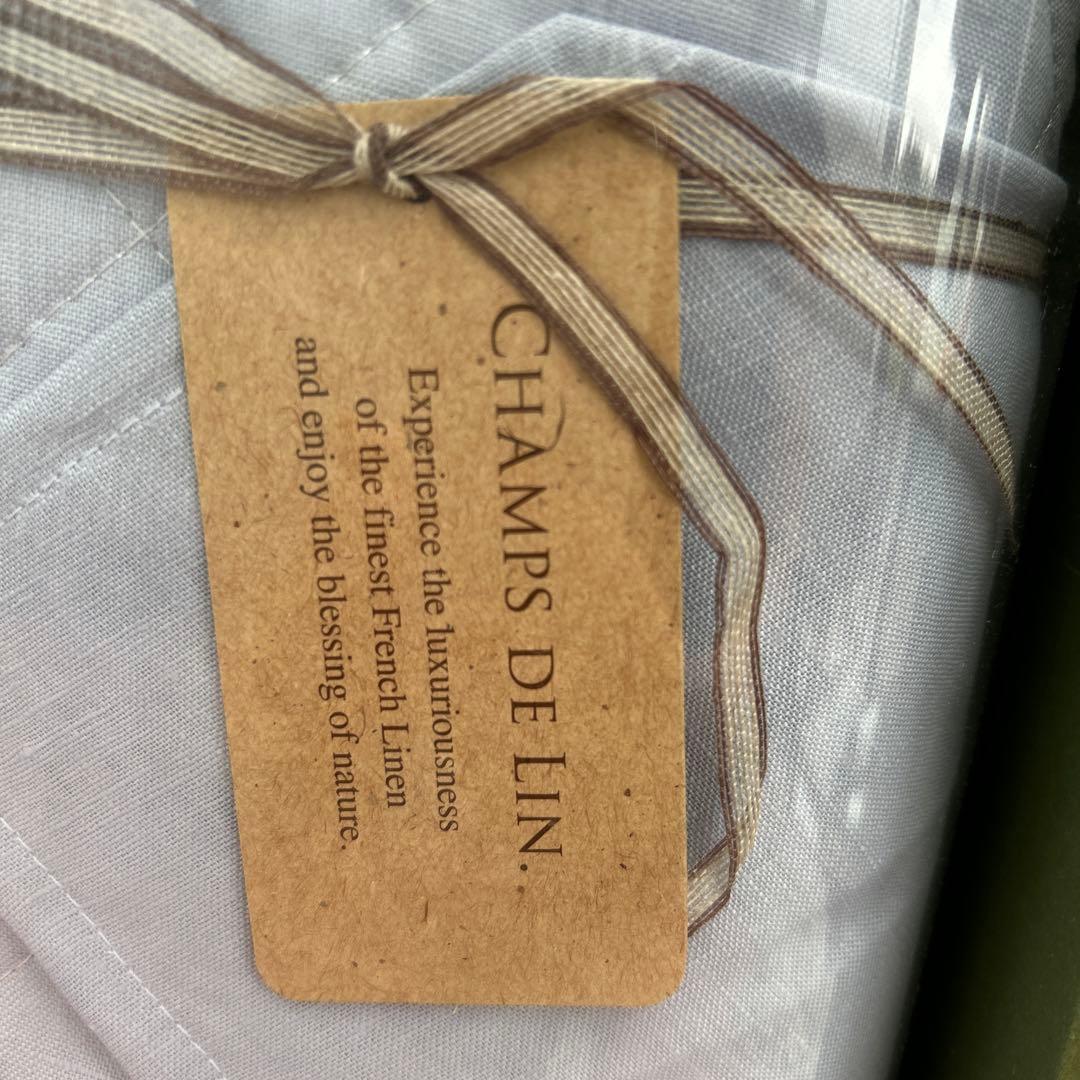 CHAMPS DE LIN.
Experience the luxuriousness
of the finest French Linen
and enjoy the blessing of nature.